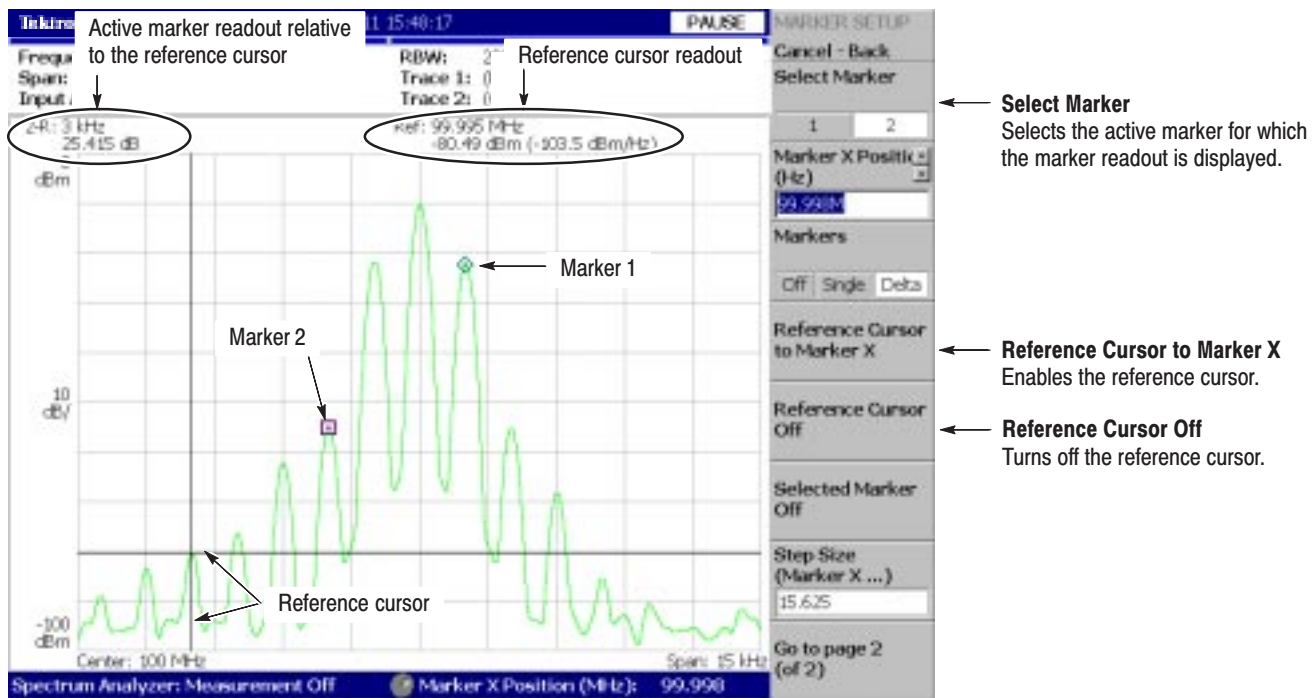 Active marker readout relative
to the reference cursor
15:48:17
PAUSE
Span:
RBW:
Trace 1:
Trace 2:
Reference cursor readout
2-R: 3 kHz
25.415 dB
Ref: 99.995 MHz
-80.49 dBm (-103.5 dBm/Hz)
dBm
10
dB/
-100
dBm
Marker 1
Marker 2
Reference cursor
Center: 100 MHz
Span: 15 kHz
Spectrum Analyzer: Measurement Off
Marker X Position (MHz): 99.998
MARKER SETUP
Cancel - Back
Select Marker
1 2
Marker X
(Hz)
99.998M
Markers
Off Single Delta
Reference Cursor
to Marker X
Reference Cursor
Off
Selected Marker
Off
Step Size
(Marker X ...)
15.625
Go to page 2
(of 2)
Select Marker
Selects the active marker for which
the marker readout is displayed.
Reference Cursor to Marker X
Enables the reference cursor.
Reference Cursor Off
Turns off the reference cursor.